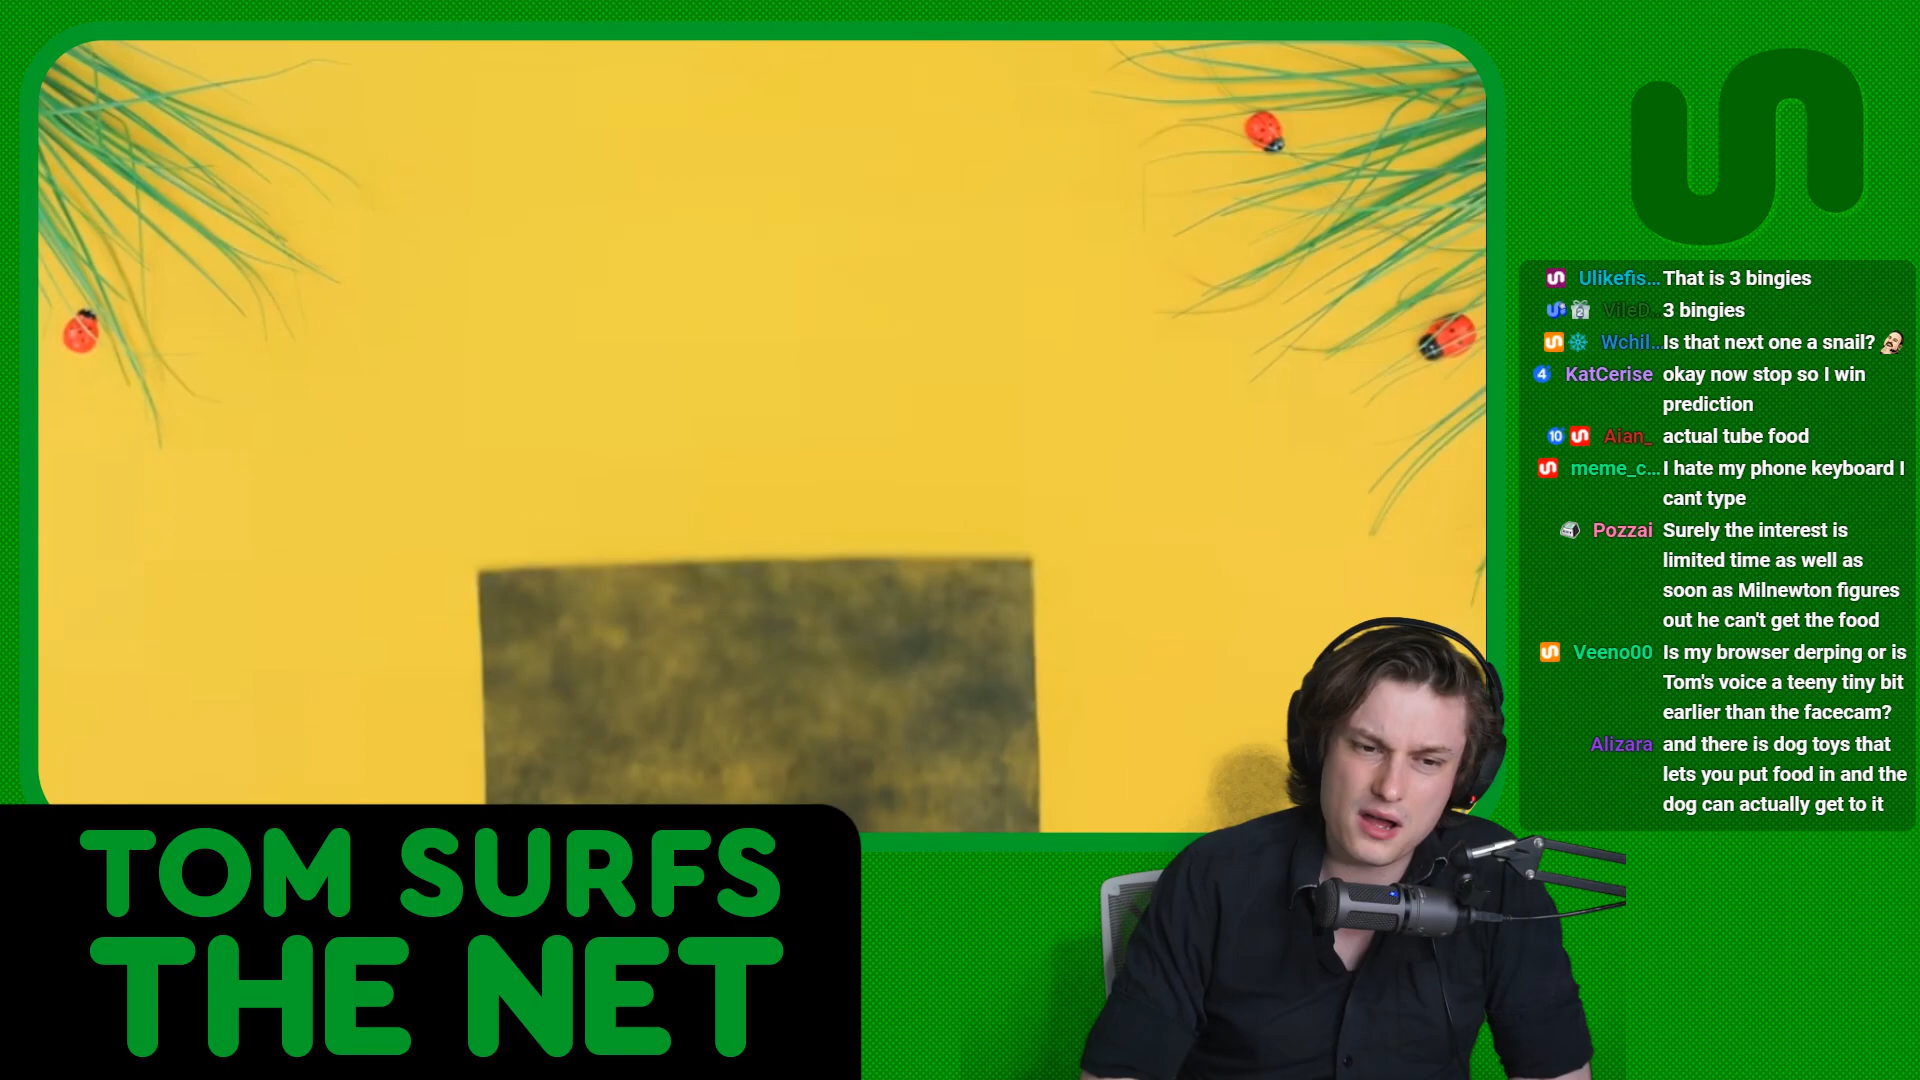 Ulikefis... That is 3 bingies
VileD... 3 bingies
Wchil... Is that next one a snail?
KatCerise okay now stop so I win
prediction
Aian_ actual tube food
meme_c... I hate my phone keyboard I
cant type
Pozzai Surely the interest is
limited time as well as
soon as Milnewton figures
out he can't get the food
Veeno00 Is my browser derping or is
Tom's voice a teeny tiny bit
earlier than the facecam?
Alizara and there is dog toys that
lets you put food in and the
dog can actually get to it
TOM SURFS
THE NET